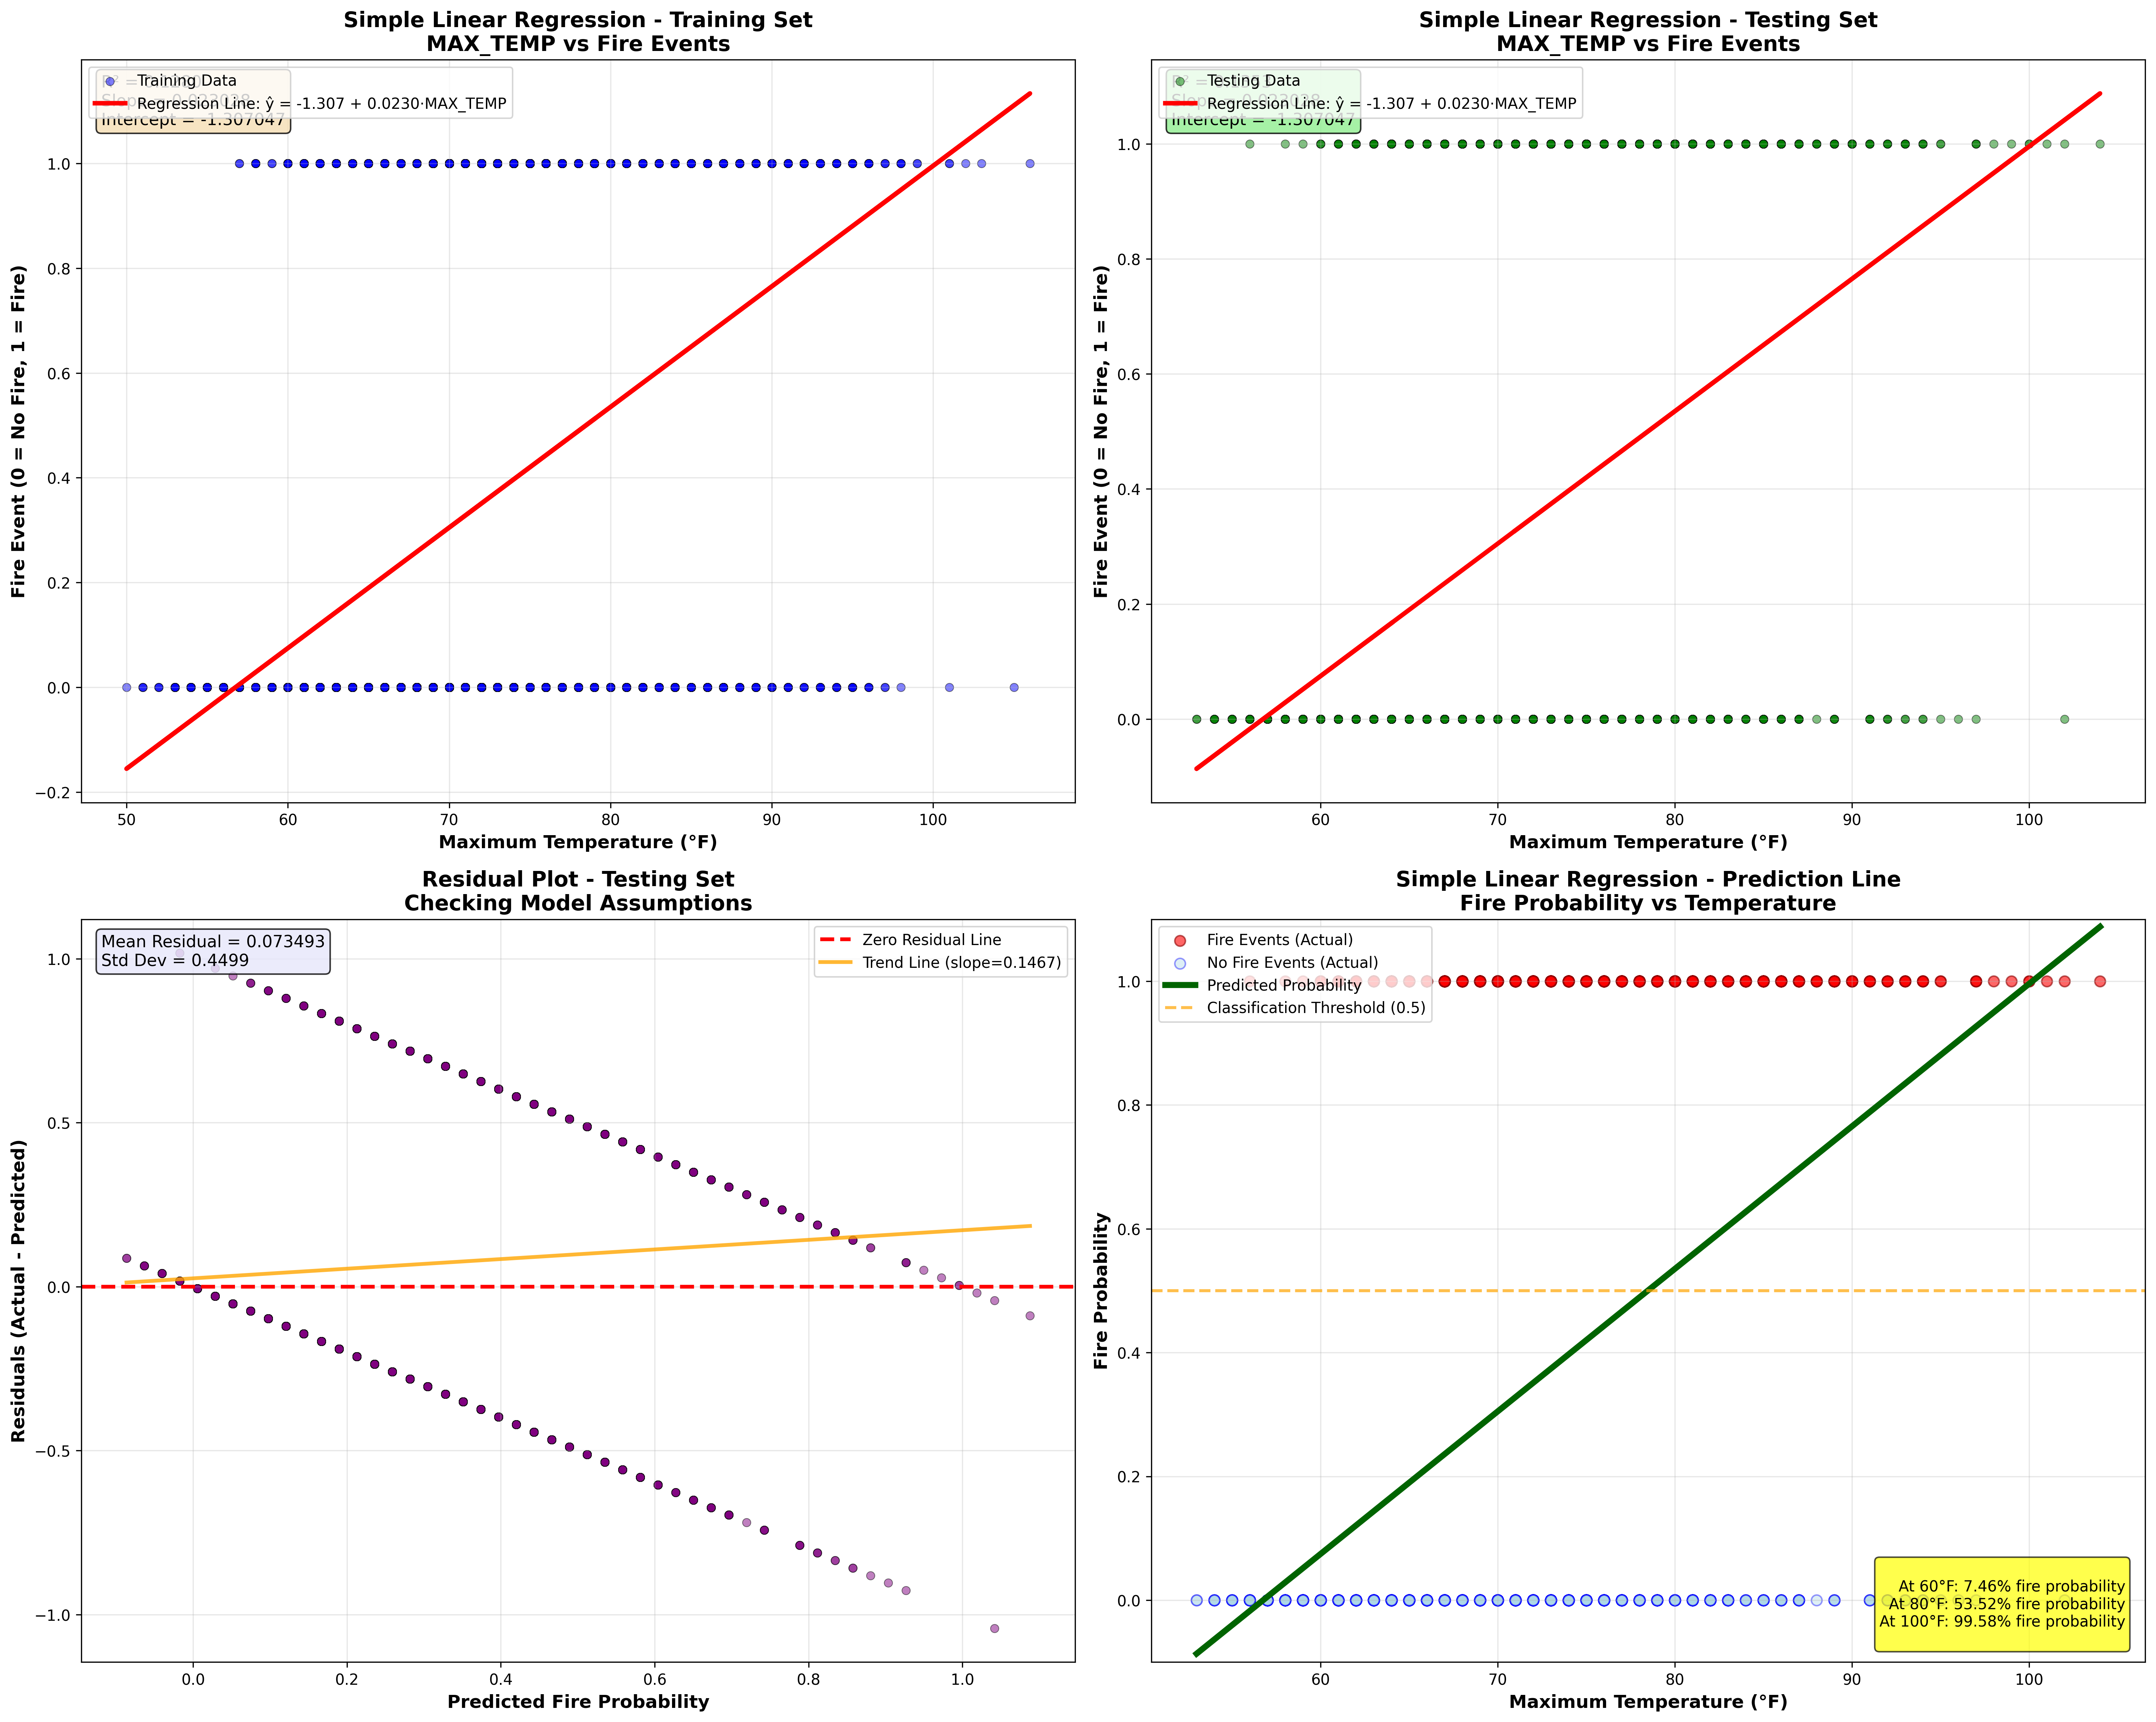 Simple Linear Regression - Training Set
MAX_TEMP vs Fire Events
Training Data
Regression Line: ŷ = -1.307 + 0.0230·MAX_TEMP
Intercept = -1.307047
1.0
0.8
0.6
0.4
0.2
0.0
−0.2
Fire Event (0 = No Fire, 1 = Fire)
50 60 70 80 90 100
Maximum Temperature (°F)
Simple Linear Regression - Testing Set
MAX_TEMP vs Fire Events
Testing Data
Regression Line: ŷ = -1.307 + 0.0230·MAX_TEMP
Intercept = -1.307047
1.0
0.8
0.6
0.4
0.2
0.0
Fire Event (0 = No Fire, 1 = Fire)
60 70 80 90 100
Maximum Temperature (°F)
Residual Plot - Testing Set
Checking Model Assumptions
Mean Residual = 0.073493
Std Dev = 0.4499
Zero Residual Line
Trend Line (slope=0.1467)
1.0
0.5
0.0
−0.5
−1.0
Residuals (Actual - Predicted)
0.0 0.2 0.4 0.6 0.8 1.0
Predicted Fire Probability
Simple Linear Regression - Prediction Line
Fire Probability vs Temperature
Fire Events (Actual)
No Fire Events (Actual)
Predicted Probability
Classification Threshold (0.5)
1.0
0.8
0.6
0.4
0.2
0.0
Fire Probability
At 60°F: 7.46% fire probability
At 80°F: 53.52% fire probability
At 100°F: 99.58% fire probability
60 70 80 90 100
Maximum Temperature (°F)